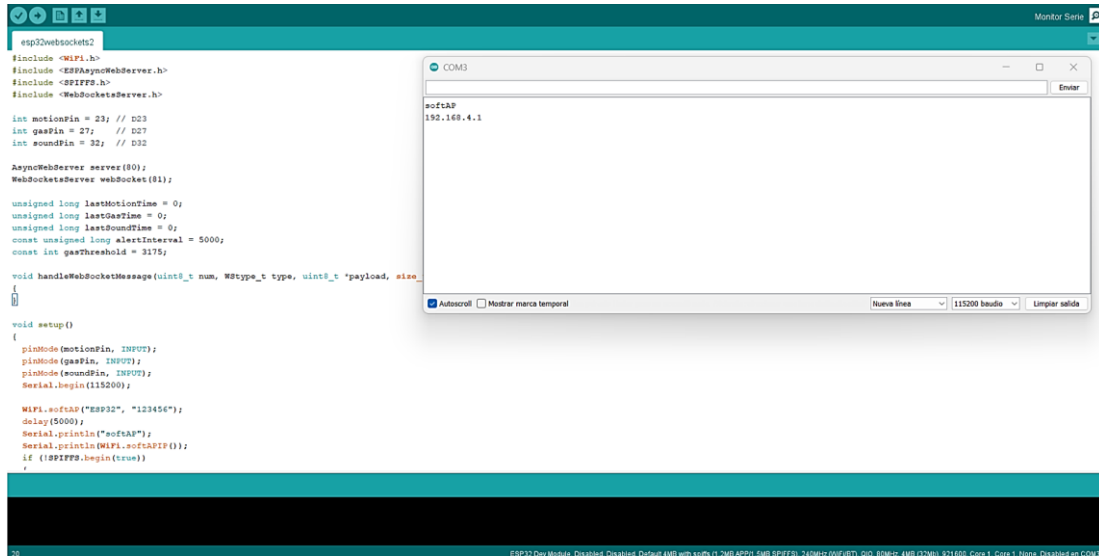 Monitor Serie
esp32websockets2
#include <WiFi.h>
#include <ESPAsyncWebServer.h>
#include <SPIFFS.h>
#include <WebSocketsServer.h>
int motionPin = 23; // D23
int gasPin = 27; // D27
int soundPin = 32; // D32
AsyncWebServer server(80);
WebSocketsServer webSocket(81);
unsigned long lastMotionTime = 0;
unsigned long lastGasTime = 0;
unsigned long lastSoundTime = 0;
const unsigned long alertInterval = 5000;
const int gasThreshold = 3175;
void handleWebSocketMessage(uint8_t num, WStype_t type, uint8_t *payload, size_
{
}
void setup()
{
pinMode(motionPin, INPUT);
pinMode(gasPin, INPUT);
pinMode(soundPin, INPUT);
Serial.begin(115200);
WiFi.softAP("ESP32", "123456");
delay(5000);
Serial.println("softAP");
Serial.println(WiFi.softAPIP());
if (!SPIFFS.begin(true))
COM3
Enviar
softAP
192.168.4.1
Autoscroll Mostrar marca temporal Nueva línea 115200 baudio Limpiar salida
20 ESP32 Dev Module, Disabled, Disabled, Default 4MB with spiffs (1.2MB APP/1.5MB SPIFFS), 240MHz (WiFi/BT), QIO, 80MHz, 4MB (32Mb), 921600, Core 1, Core 1, None, Disabled en COM3